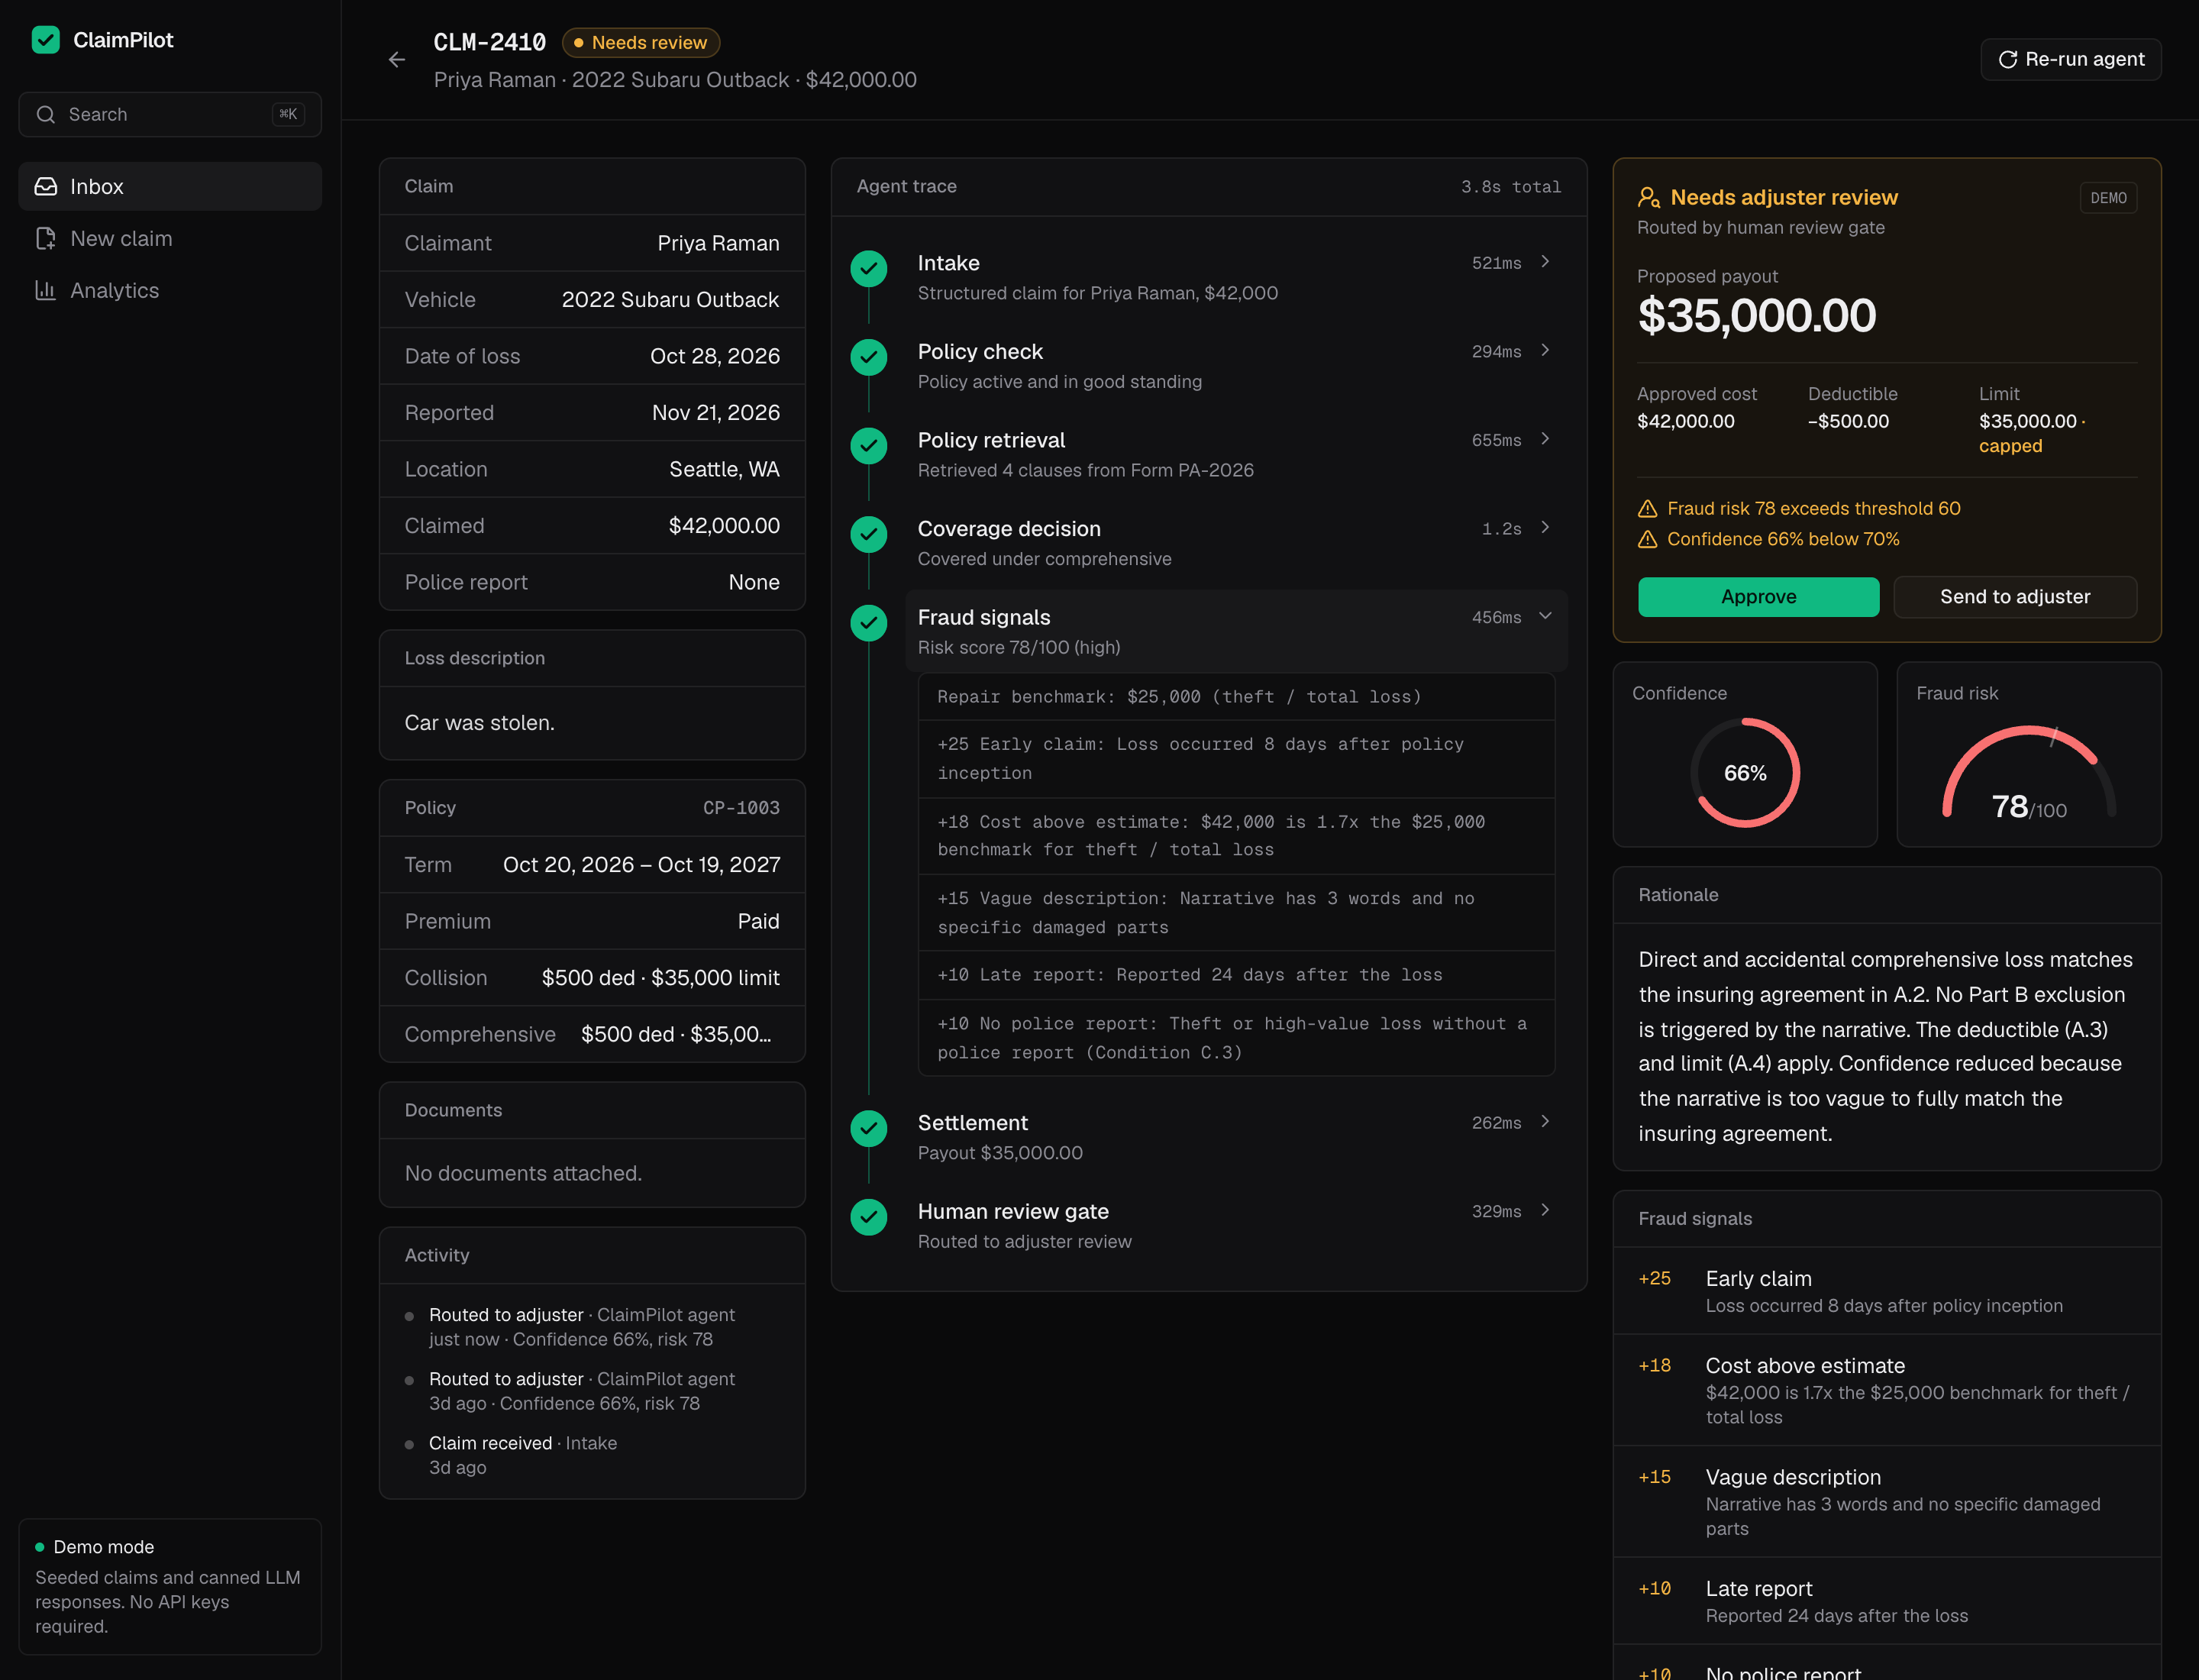 ClaimPilot
Search
⌘K
Inbox
New claim
Analytics
Demo mode
Seeded claims and canned LLM
responses. No API keys
required.
CLM-2410
Needs review
Priya Raman · 2022 Subaru Outback · $42,000.00
Re-run agent
Claim
Claimant Priya Raman
Vehicle 2022 Subaru Outback
Date of loss Oct 28, 2026
Reported Nov 21, 2026
Location Seattle, WA
Claimed $42,000.00
Police report None
Loss description
Car was stolen.
Policy CP-1003
Term Oct 20, 2026 – Oct 19, 2027
Premium Paid
Collision $500 ded · $35,000 limit
Comprehensive $500 ded · $35,00…
Documents
No documents attached.
Activity
Routed to adjuster · ClaimPilot agent
just now · Confidence 66%, risk 78
Routed to adjuster · ClaimPilot agent
3d ago · Confidence 66%, risk 78
Claim received · Intake
3d ago
Agent trace 3.8s total
Intake 521ms
Structured claim for Priya Raman, $42,000
Policy check 294ms
Policy active and in good standing
Policy retrieval 655ms
Retrieved 4 clauses from Form PA-2026
Coverage decision 1.2s
Covered under comprehensive
Fraud signals 456ms
Risk score 78/100 (high)
Repair benchmark: $25,000 (theft / total loss)
+25 Early claim: Loss occurred 8 days after policy
inception
+18 Cost above estimate: $42,000 is 1.7x the $25,000
benchmark for theft / total loss
+15 Vague description: Narrative has 3 words and no
specific damaged parts
+10 Late report: Reported 24 days after the loss
+10 No police report: Theft or high-value loss without a
police report (Condition C.3)
Settlement 262ms
Payout $35,000.00
Human review gate 329ms
Routed to adjuster review
Needs adjuster review DEMO
Routed by human review gate
Proposed payout
$35,000.00
Approved cost Deductible Limit
$42,000.00 −$500.00 $35,000.00 ·
capped
Fraud risk 78 exceeds threshold 60
Confidence 66% below 70%
Approve Send to adjuster
Confidence
66%
Fraud risk
78/100
Rationale
Direct and accidental comprehensive loss matches
the insuring agreement in A.2. No Part B exclusion
is triggered by the narrative. The deductible (A.3)
and limit (A.4) apply. Confidence reduced because
the narrative is too vague to fully match the
insuring agreement.
Fraud signals
+25 Early claim
Loss occurred 8 days after policy inception
+18 Cost above estimate
$42,000 is 1.7x the $25,000 benchmark for theft /
total loss
+15 Vague description
Narrative has 3 words and no specific damaged
parts
+10 Late report
Reported 24 days after the loss
+10 No police report